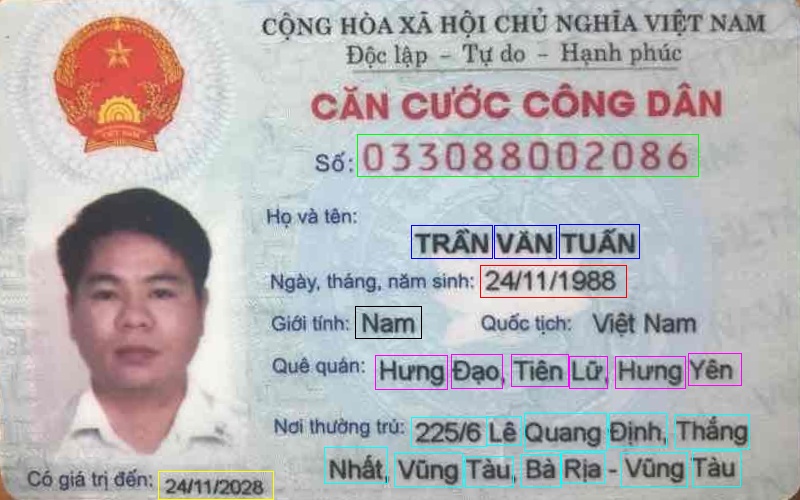 CỘNG HÒA XÃ HỘI CHỦ NGHĨA VIỆT NAM
Độc lập – Tự do – Hạnh phúc
CĂN CƯỚC CÔNG DÂN
Số: 033088002086
Họ và tên:
TRẦN VĂN TUẤN
Ngày, tháng, năm sinh: 24/11/1988
Giới tính: Nam Quốc tịch: Việt Nam
Quê quán: Hưng Đạo, Tiên Lữ, Hưng Yên
Nơi thường trú: 225/6 Lê Quang Định, Thắng
Nhất, Vũng Tàu, Bà Rịa - Vũng Tàu
Có giá trị đến: 24/11/2028
VIỆT NAM